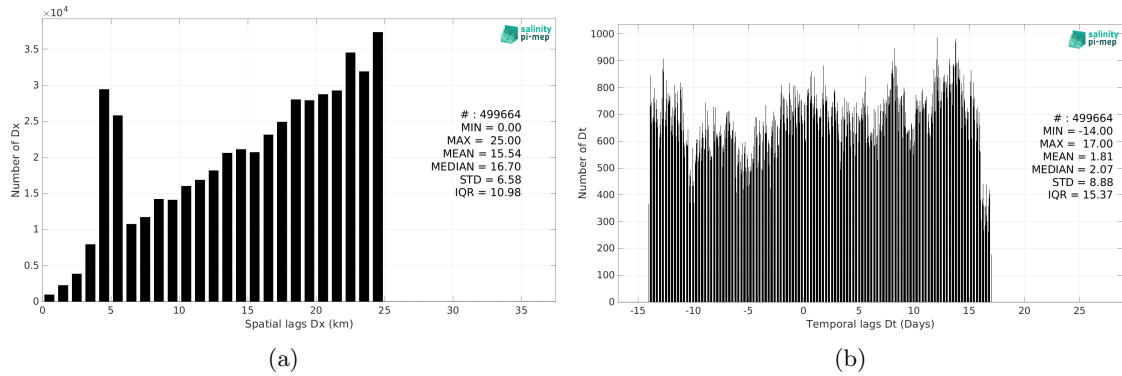 ×10^4
3.5
3
2.5
2
1.5
1
0.5
0
Number of Dx
0 5 10 15 20 25 30 35
Spatial lags Dx (km)
salinity
pi-mep
# : 499664
MIN = 0.00
MAX = 25.00
MEAN = 15.54
MEDIAN = 16.70
STD = 6.58
IQR = 10.98
(a)
1000
900
800
700
600
500
400
300
200
100
0
Number of Dt
-15 -10 -5 0 5 10 15 20 25
Temporal lags Dt (Days)
salinity
pi-mep
# : 499664
MIN = -14.00
MAX = 17.00
MEAN = 1.81
MEDIAN = 2.07
STD = 8.88
IQR = 15.37
(b)